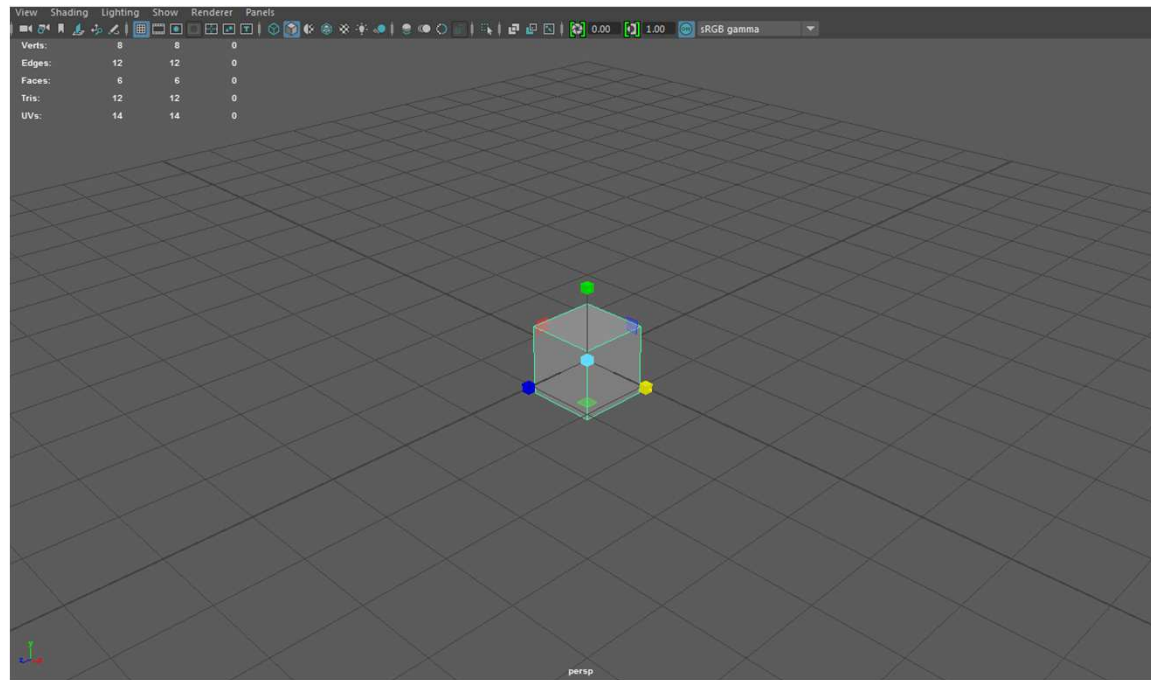 View Shading Lighting Show Renderer Panels
0.00 1.00 sRGB gamma
Verts: 8 8 0
Edges: 12 12 0
Faces: 6 6 0
Tris: 12 12 0
UVs: 14 14 0
persp